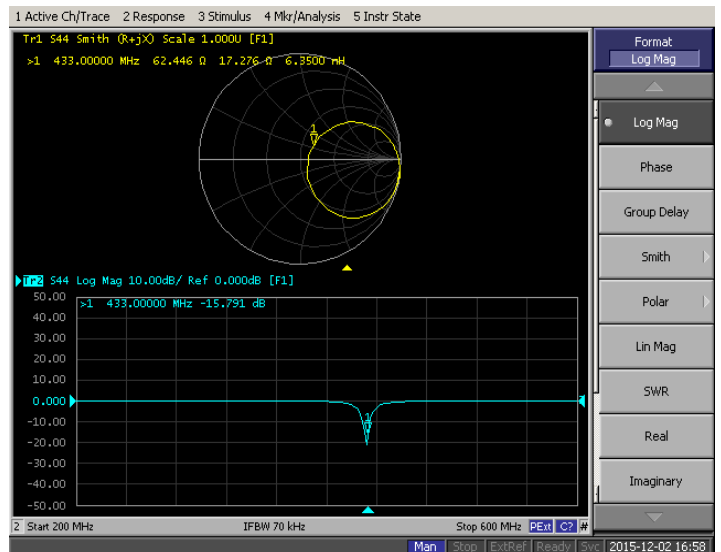 1 Active Ch/Trace 2 Response 3 Stimulus 4 Mkr/Analysis 5 Instr State
Tr1 S44 Smith (R+jX) Scale 1.000U [F1]
>1 433.00000 MHz 62.446 Ω 17.276 Ω 6.3500 nH
1
Tr2 S44 Log Mag 10.00dB/ Ref 0.000dB [F1]
50.00
>1 433.00000 MHz -15.791 dB
40.00
30.00
20.00
10.00
0.000
-10.00
1
-20.00
-30.00
-40.00
-50.00
2 Start 200 MHz IFBW 70 kHz Stop 600 MHz PExt C? #
Format
Log Mag
Log Mag
Phase
Group Delay
Smith
Polar
Lin Mag
SWR
Real
Imaginary
Man Stop ExtRef Ready Svc 2015-12-02 16:58